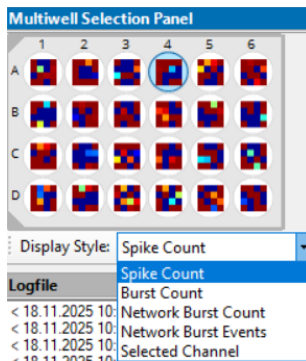 Multiwell Selection Panel
1 2 3 4 5 6
A
B
C
D
Display Style: Spike Count
Spike Count
Logfile
Burst Count
< 18.11.2025 10:
Network Burst Count
< 18.11.2025 10:
Network Burst Events
< 18.11.2025 10:
Selected Channel